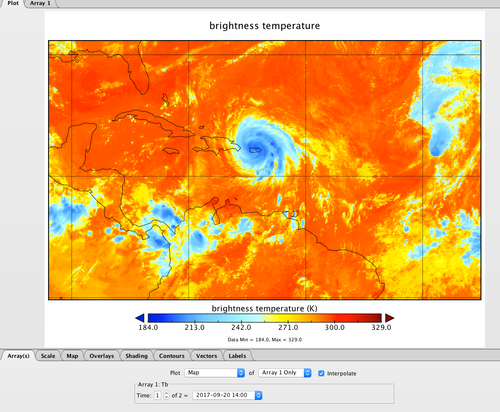 Plot Array 1
brightness temperature
brightness temperature (K)
184.0 213.0 242.0 271.0 300.0 329.0
Data Min = 184.0, Max = 329.0
Array(s) Scale Map Overlays Shading Contours Vectors Labels
Plot Map of Array 1 Only Interpolate
Array 1: Tb
Time: 1 of 2 = 2017-09-20 14:00